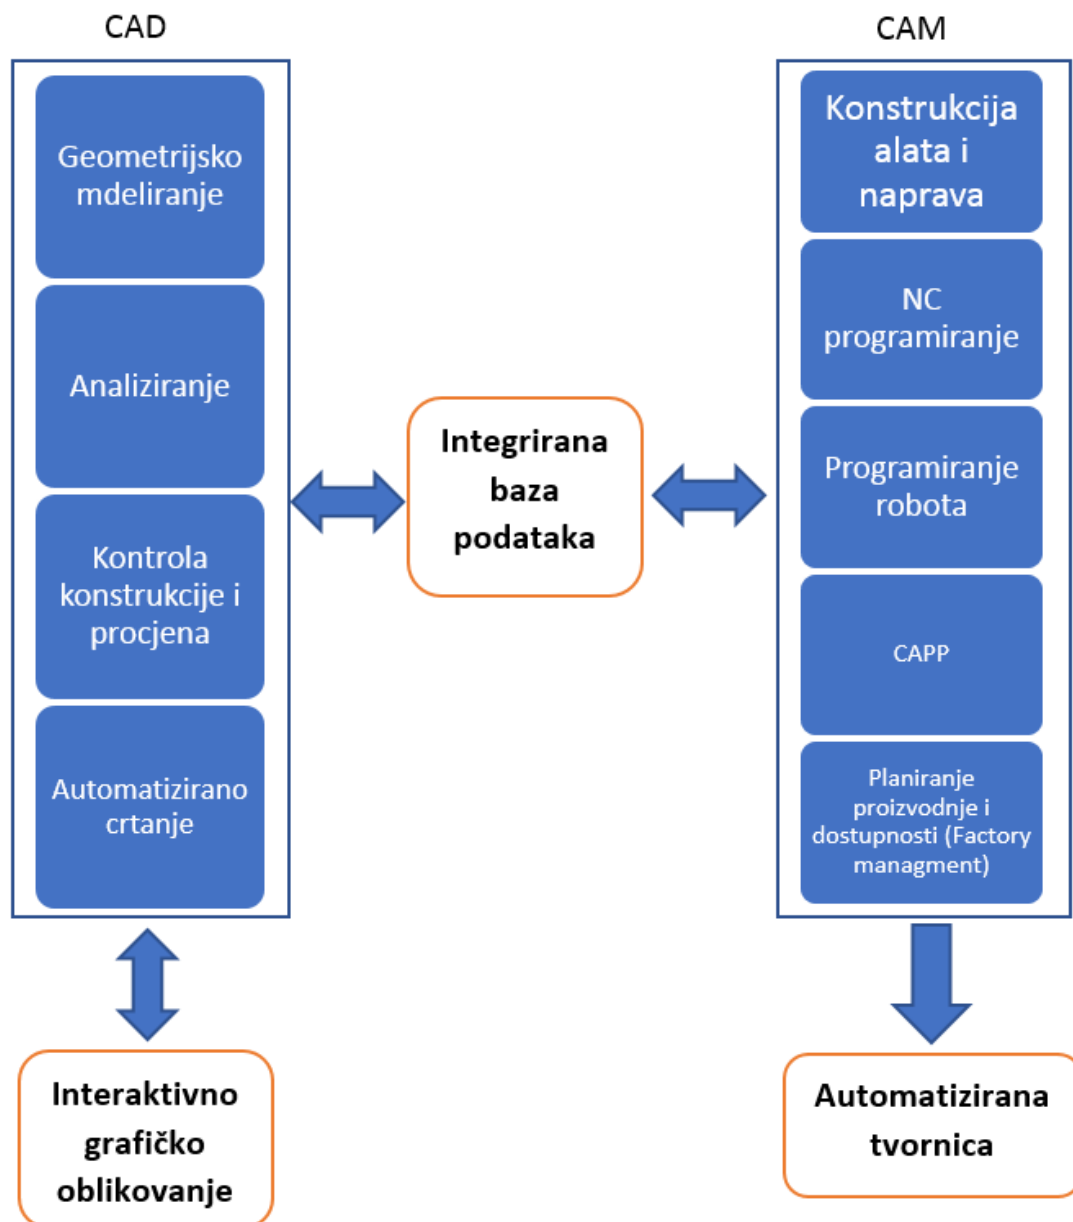 CAD
Geometrijsko
mdeliranje
Analiziranje
Kontrola
konstrukcije i
procjena
Automatizirano
crtanje
Interaktivno
grafičko
oblikovanje
Integrirana
baza
podataka
CAM
Konstrukcija
alata i
naprava
NC
programiranje
Programiranje
robota
CAPP
Planiranje
proizvodnje i
dostupnosti (Factory
managment)
Automatizirana
tvornica